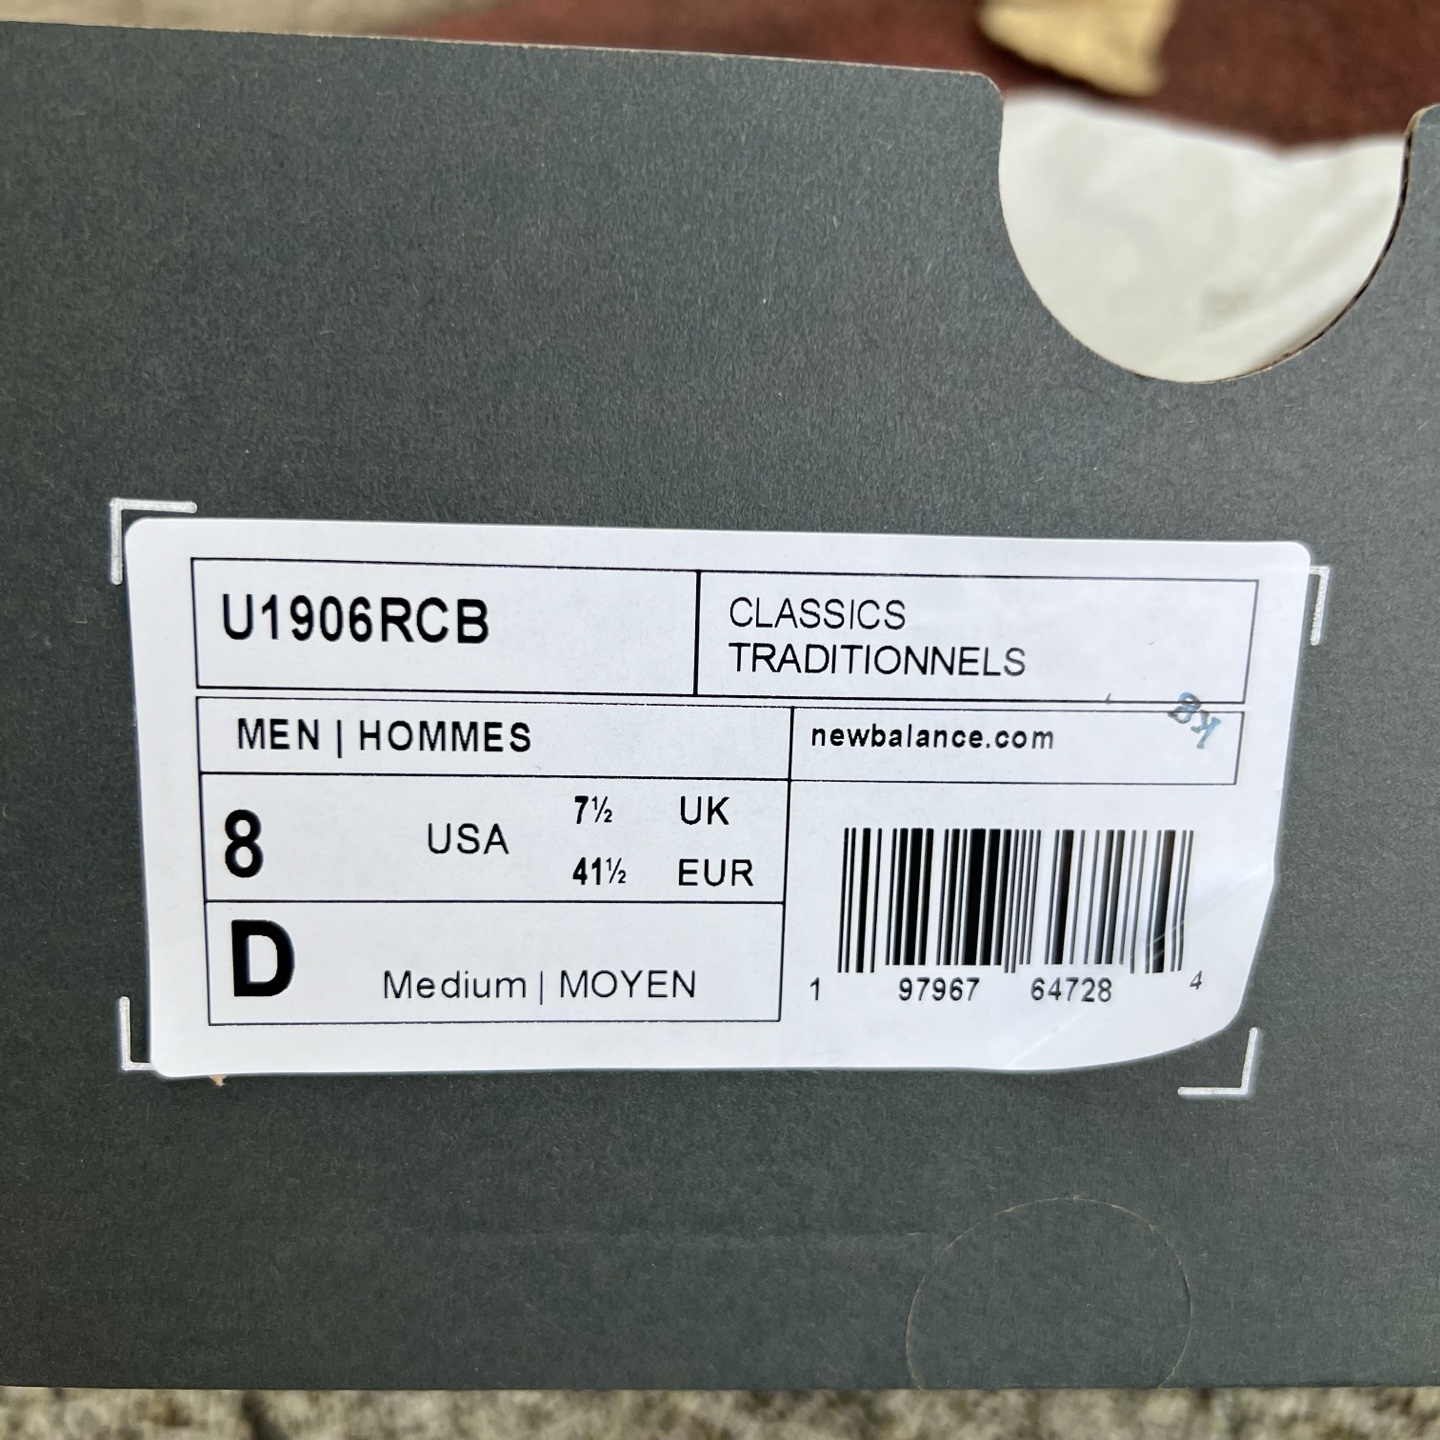 U1906RCB
CLASSICS
TRADITIONNELS
MEN | HOMMES
newbalance.com
8 USA 7½ UK
41½ EUR
D Medium | MOYEN
1 97967 64728 4